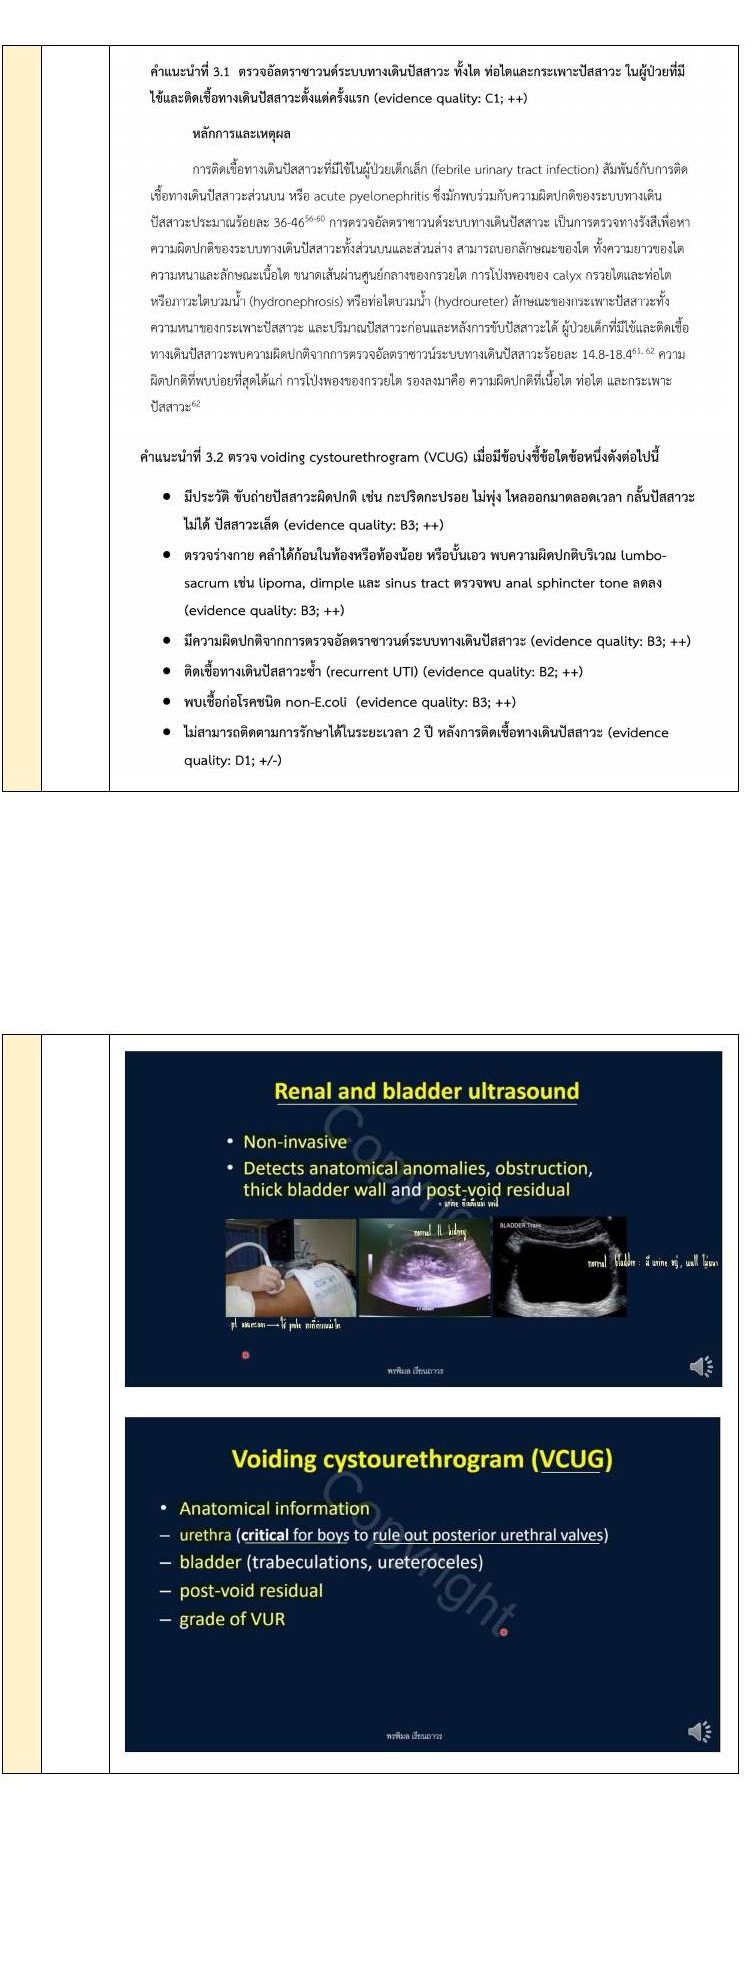 คำแนะนำที่ 3.1 ตรวจอัลตราซาวนด์ระบบทางเดินปัสสาวะ ทั้งไต ท่อไตและกระเพาะปัสสาวะ ในผู้ป่วยที่มี
ไข้และติดเชื้อทางเดินปัสสาวะตั้งแต่ครั้งแรก (evidence quality: C1; ++)
หลักการและเหตุผล
การติดเชื้อทางเดินปัสสาวะที่มีไข้ในผู้ป่วยเด็กเล็ก (febrile urinary tract infection) สัมพันธ์กับการติด
เชื้อทางเดินปัสสาวะส่วนบน หรือ acute pyelonephritis ซึ่งมักพบร่วมกับความผิดปกติของระบบทางเดิน
ปัสสาวะประมาณร้อยละ 36-46⁵⁶⁻⁶⁰ การตรวจอัลตราซาวนด์ระบบทางเดินปัสสาวะ เป็นการตรวจทางรังสีเพื่อหา
ความผิดปกติของระบบทางเดินปัสสาวะทั้งส่วนบนและส่วนล่าง สามารถบอกลักษณะของไต ทั้งความยาวของไต
ความหนาและลักษณะเนื้อไต ขนาดเส้นผ่านศูนย์กลางของกรวยไต การโป่งพองของ calyx กรวยไตและท่อไต
หรือภาวะไตบวมน้ำ (hydronephrosis) หรือท่อไตบวมน้ำ (hydroureter) ลักษณะของกระเพาะปัสสาวะทั้ง
ความหนาของกระเพาะปัสสาวะ และปริมาณปัสสาวะก่อนและหลังการขับปัสสาวะได้ ผู้ป่วยเด็กที่มีไข้และติดเชื้อ
ทางเดินปัสสาวะพบความผิดปกติจากการตรวจอัลตราซาวน์ระบบทางเดินปัสสาวะร้อยละ 14.8-18.4⁶¹, ⁶² ความ
ผิดปกติที่พบบ่อยที่สุดได้แก่ การโป่งพองของกรวยไต รองลงมาคือ ความผิดปกติที่เนื้อไต ท่อไต และกระเพาะ
ปัสสาวะ⁶²
คำแนะนำที่ 3.2 ตรวจ voiding cystourethrogram (VCUG) เมื่อมีข้อบ่งชี้ข้อใดข้อหนึ่งดังต่อไปนี้
● มีประวัติ ขับถ่ายปัสสาวะผิดปกติ เช่น กะปริดกะปรอย ไม่พุ่ง ไหลออกมาตลอดเวลา กลั้นปัสสาวะ
ไม่ได้ ปัสสาวะเล็ด (evidence quality: B3; ++)
● ตรวจร่างกาย คลำได้ก้อนในท้องหรือท้องน้อย หรือบั้นเอว พบความผิดปกติบริเวณ lumbo-
sacrum เช่น lipoma, dimple และ sinus tract ตรวจพบ anal sphincter tone ลดลง
(evidence quality: B3; ++)
● มีความผิดปกติจากการตรวจอัลตราซาวนด์ระบบทางเดินปัสสาวะ (evidence quality: B3; ++)
● ติดเชื้อทางเดินปัสสาวะซ้ำ (recurrent UTI) (evidence quality: B2; ++)
● พบเชื้อก่อโรคชนิด non-E.coli (evidence quality: B3; ++)
● ไม่สามารถติดตามการรักษาได้ในระยะเวลา 2 ปี หลังการติดเชื้อทางเดินปัสสาวะ (evidence
quality: D1; +/-)
Renal and bladder ultrasound
• Non-invasive
• Detects anatomical anomalies, obstruction,
thick bladder wall and post-void residual
normal kidney
BLADDER Trans
normal bladder : มี urine อยู่, wall ไม่หนา
พรพิมล เรียนถาวร
Copyright
Voiding cystourethrogram (VCUG)
• Anatomical information
– urethra (critical for boys to rule out posterior urethral valves)
– bladder (trabeculations, ureteroceles)
– post-void residual
– grade of VUR
พรพิมล เรียนถาวร
Copyright